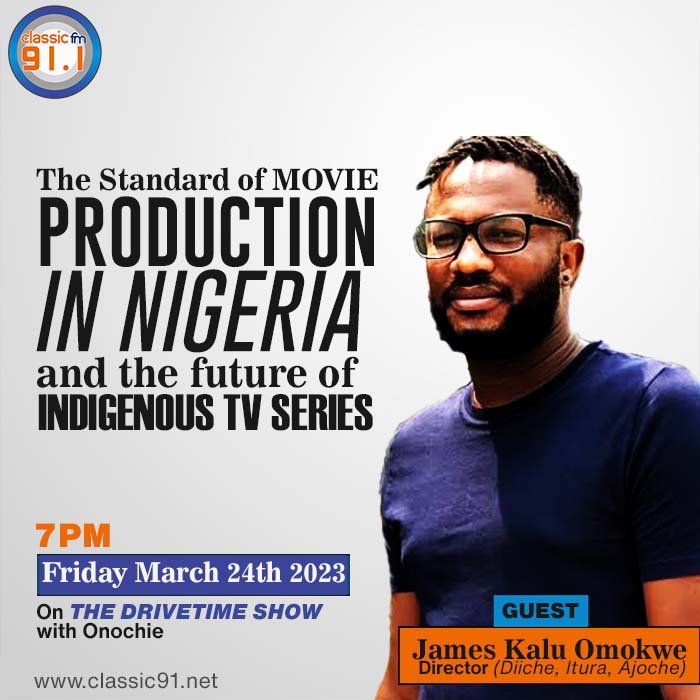 classic fm
91.1
The Standard of MOVIE
PRODUCTION
IN NIGERIA
and the future of
INDIGENOUS TV SERIES
7PM
Friday March 24th 2023
On THE DRIVETIME SHOW
with Onochie
www.classic91.net
GUEST
James Kalu Omokwe
Director (Diiche, Itura, Ajoche)